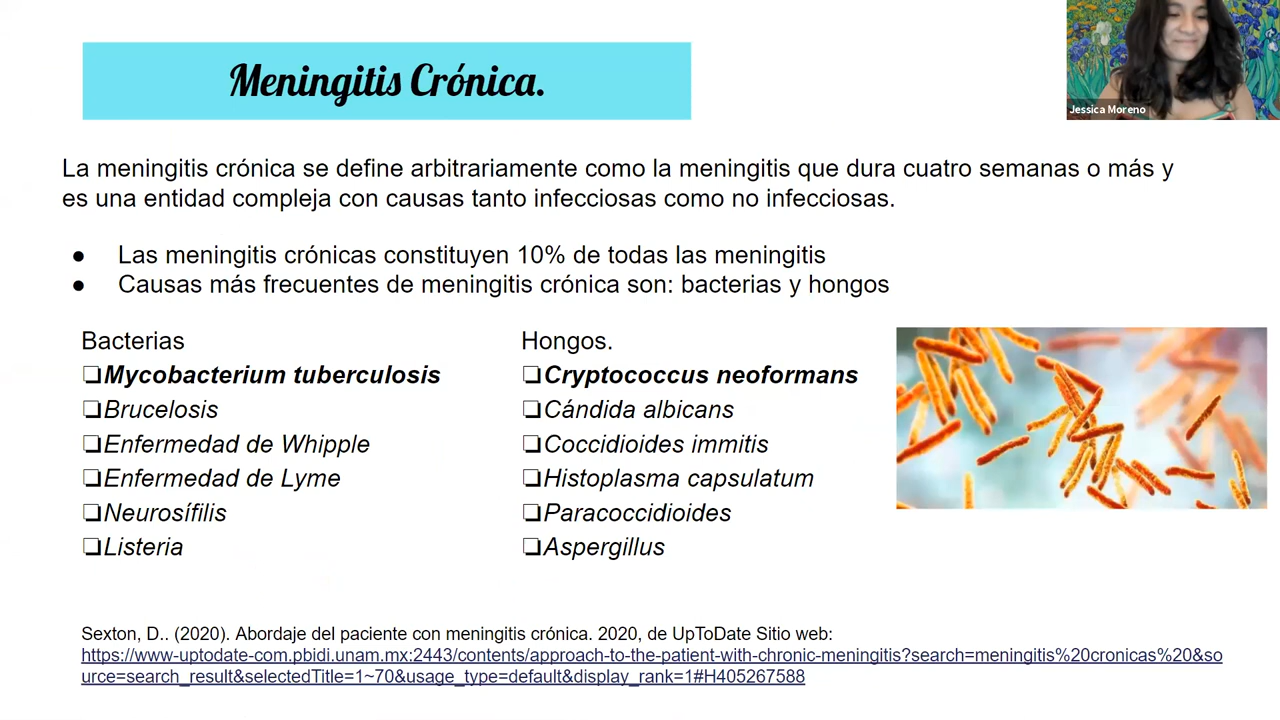 Meningitis Crónica.
Jessica Moreno
La meningitis crónica se define arbitrariamente como la meningitis que dura cuatro semanas o más y
es una entidad compleja con causas tanto infecciosas como no infecciosas.
● Las meningitis crónicas constituyen 10% de todas las meningitis
● Causas más frecuentes de meningitis crónica son: bacterias y hongos
Bacterias
❏Mycobacterium tuberculosis
❏Brucelosis
❏Enfermedad de Whipple
❏Enfermedad de Lyme
❏Neurosífilis
❏Listeria
Hongos.
❏Cryptococcus neoformans
❏Cándida albicans
❏Coccidioides immitis
❏Histoplasma capsulatum
❏Paracoccidioides
❏Aspergillus
Sexton, D.. (2020). Abordaje del paciente con meningitis crónica. 2020, de UpToDate Sitio web:
https://www-uptodate-com.pbidi.unam.mx:2443/contents/approach-to-the-patient-with-chronic-meningitis?search=meningitis%20cronicas%20&so
urce=search_result&selectedTitle=1~70&usage_type=default&display_rank=1#H405267588